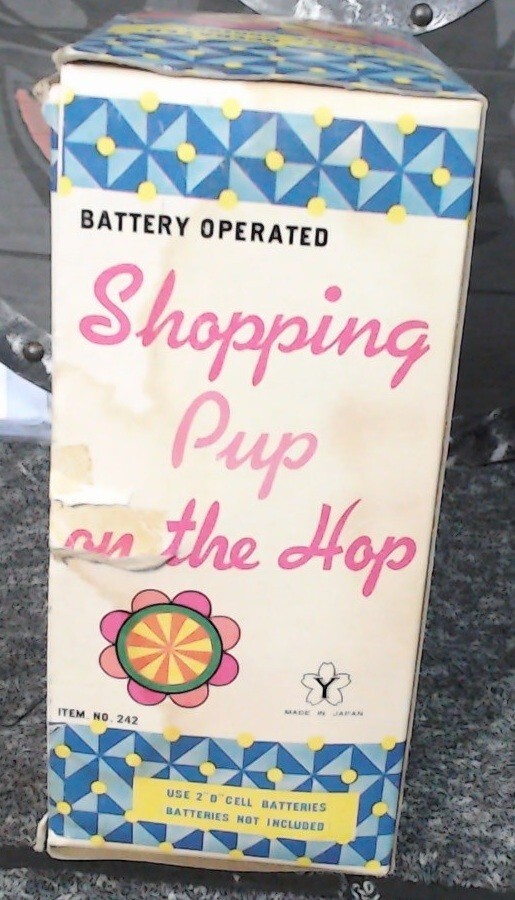 BATTERY OPERATED
Shopping
Pup
on the Hop
Y
MADE IN JAPAN
ITEM. NO. 242
USE 2"D"CELL BATTERIES
BATTERIES NOT INCLUDED